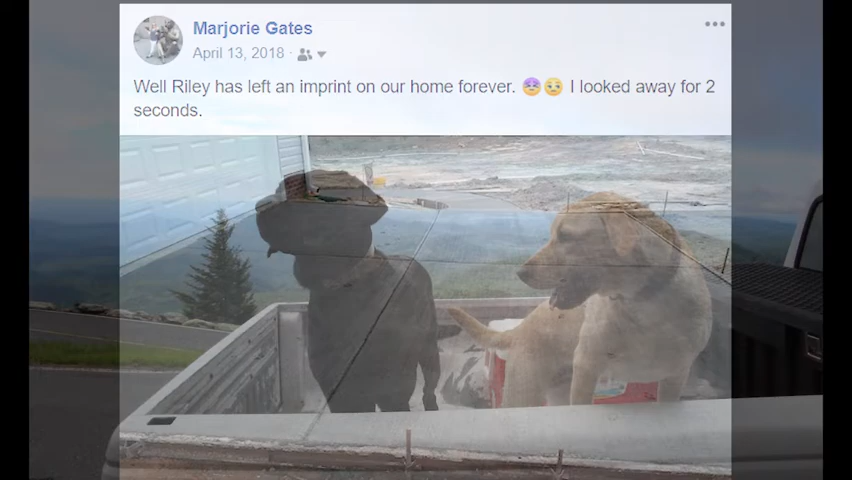 Marjorie Gates
April 13, 2018 ·
Well Riley has left an imprint on our home forever. 😔😢 I looked away for 2
seconds.